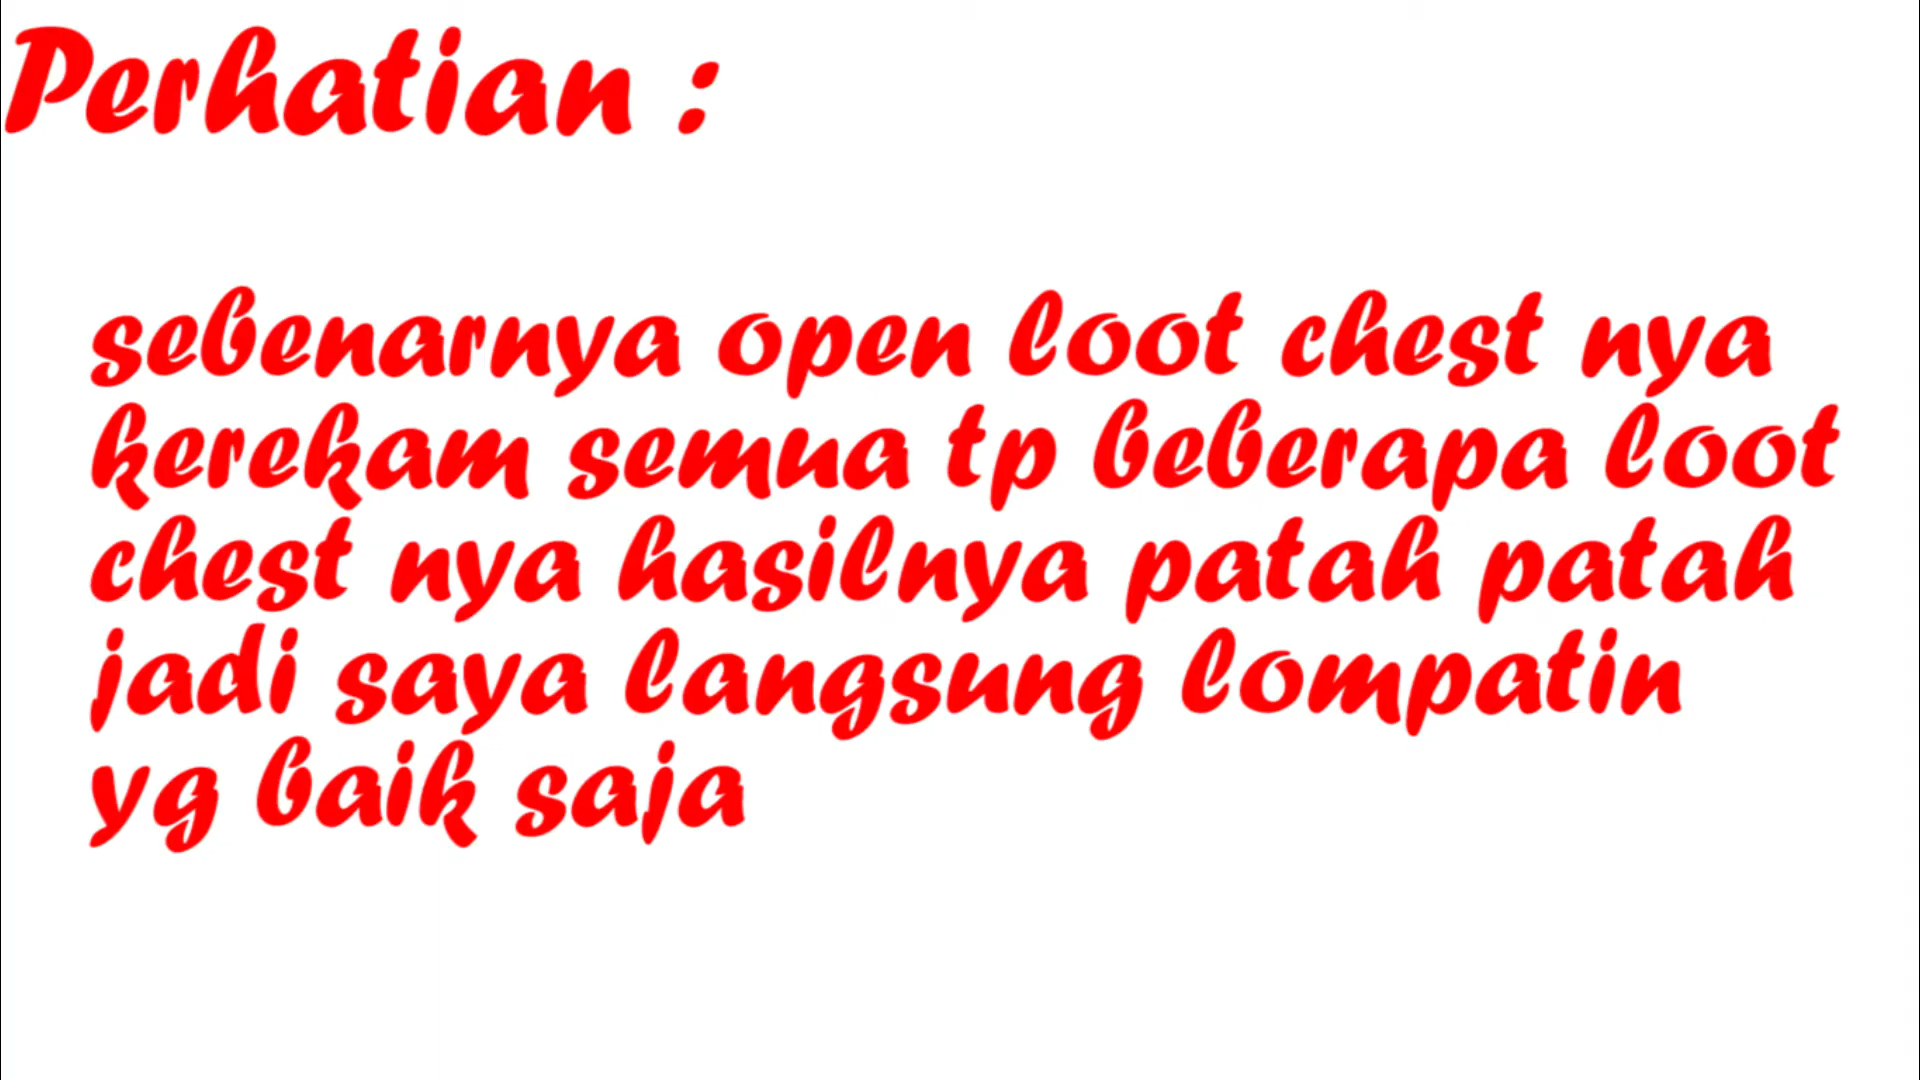 Perhatian :
sebenarnya open loot chest nya
kerekam semua tp beberapa loot
chest nya hasilnya patah patah
jadi saya langsung lompatin
yg baik saja